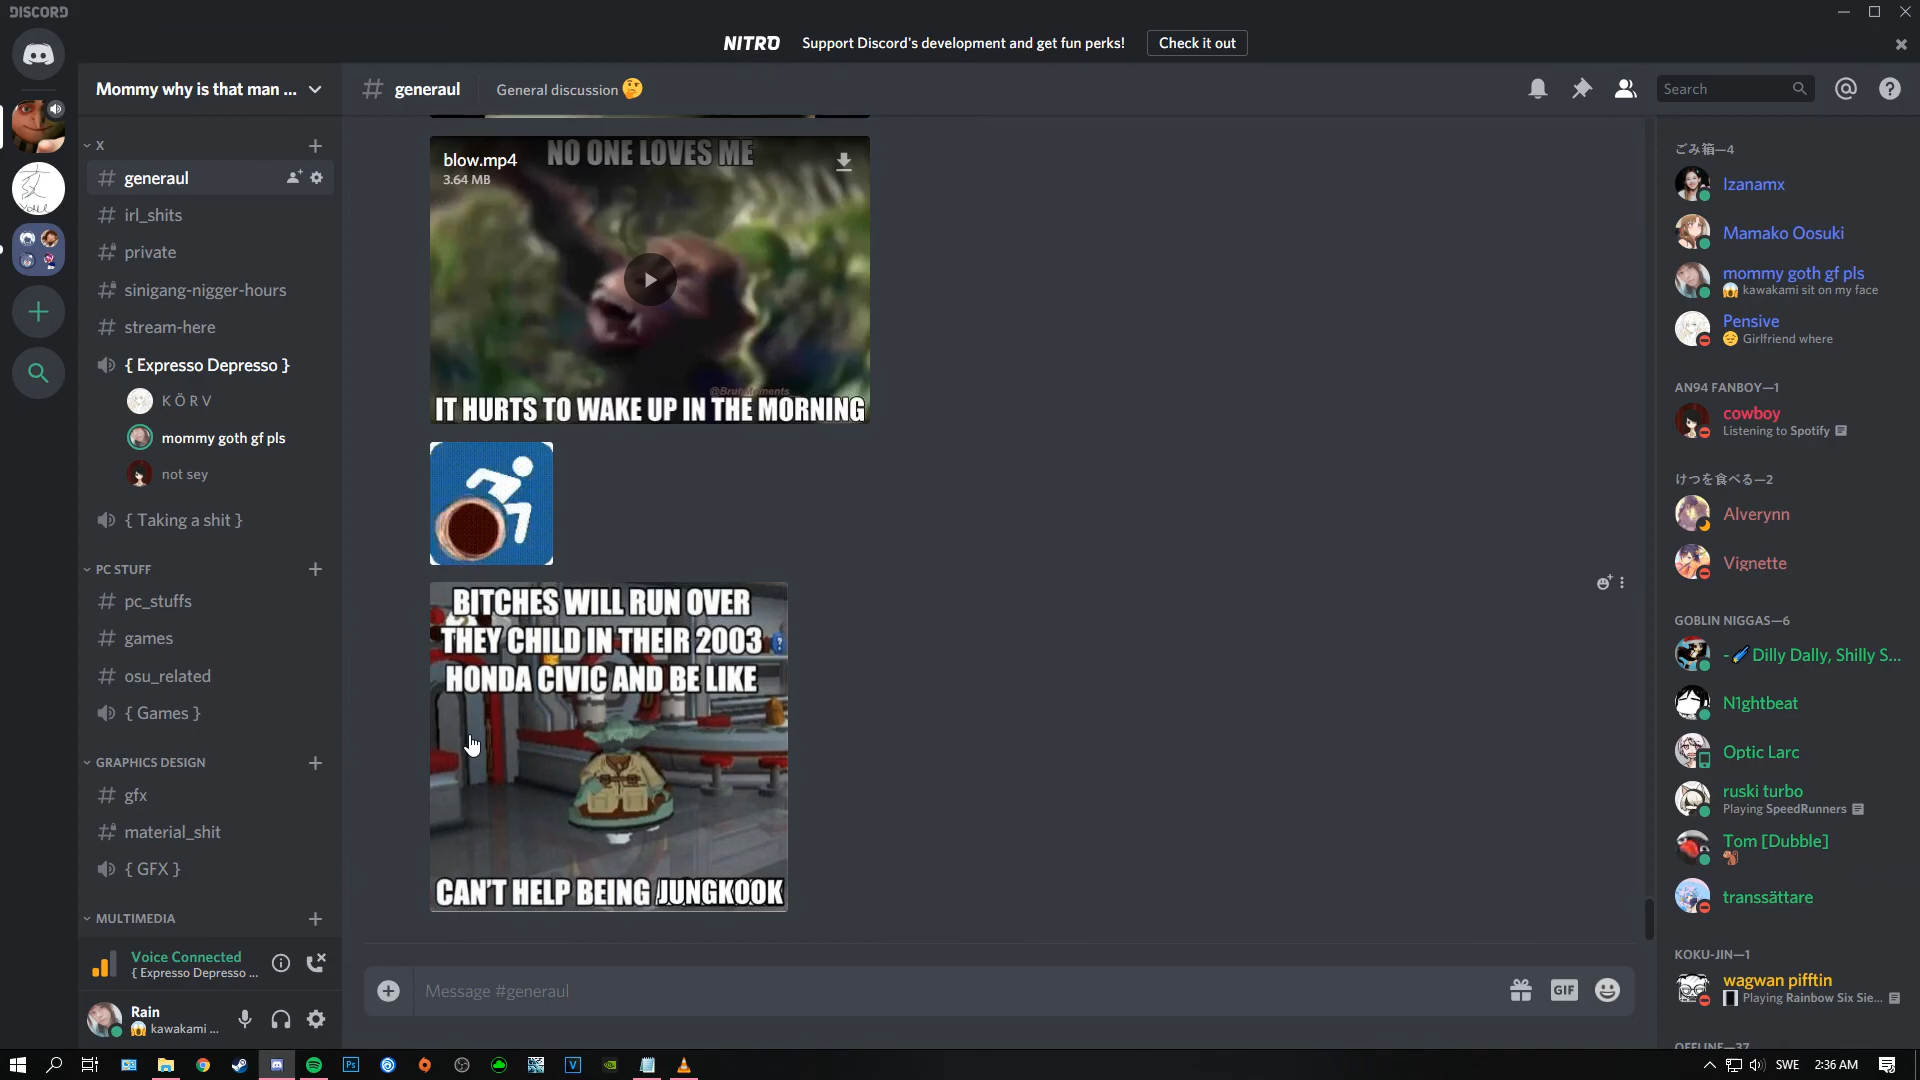 DISCORD
NITRO Support Discord's development and get fun perks! Check it out
Mommy why is that man ...
generaul
General discussion
Search
X
generaul
irl_shits
private
sinigang-nigger-hours
stream-here
{ Expresso Depresso }
K Ö R V
mommy goth gf pls
not sey
{ Taking a shit }
PC STUFF
pc_stuffs
games
osu_related
{ Games }
GRAPHICS DESIGN
gfx
material_shit
{ GFX }
MULTIMEDIA
Voice Connected
{ Expresso Depresso ...
Rain
kawakami ...
blow.mp4
3.64 MB
NO ONE LOVES ME
IT HURTS TO WAKE UP IN THE MORNING
BITCHES WILL RUN OVER
THEY CHILD IN THEIR 2003
HONDA CIVIC AND BE LIKE
CAN'T HELP BEING JUNGKOOK
Message #generaul
GIF
ごみ箱—4
Izanamx
Mamako Oosuki
mommy goth gf pls
kawakami sit on my face
Pensive
Girlfriend where
AN94 FANBOY—1
cowboy
Listening to Spotify
けつを食べる—2
Alverynn
Vignette
GOBLIN NIGGAS—6
- Dilly Dally, Shilly S...
N1ghtbeat
Optic Larc
ruski turbo
Playing SpeedRunners
Tom [Dubble]
transsättare
KOKU-JIN—1
wagwan pifftin
Playing Rainbow Six Sie...
OFFLINE—37
Ps
V
SWE
2:36 AM